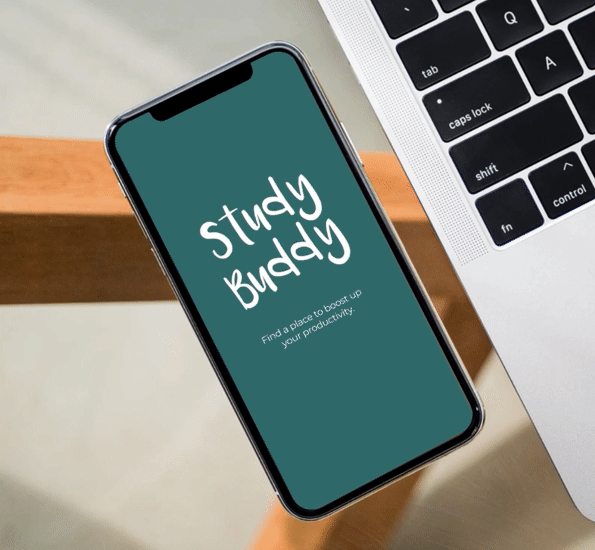 Study
Buddy
Find a place to boost up
your productivity.
Q
tab
A
caps lock
shift
fn
control